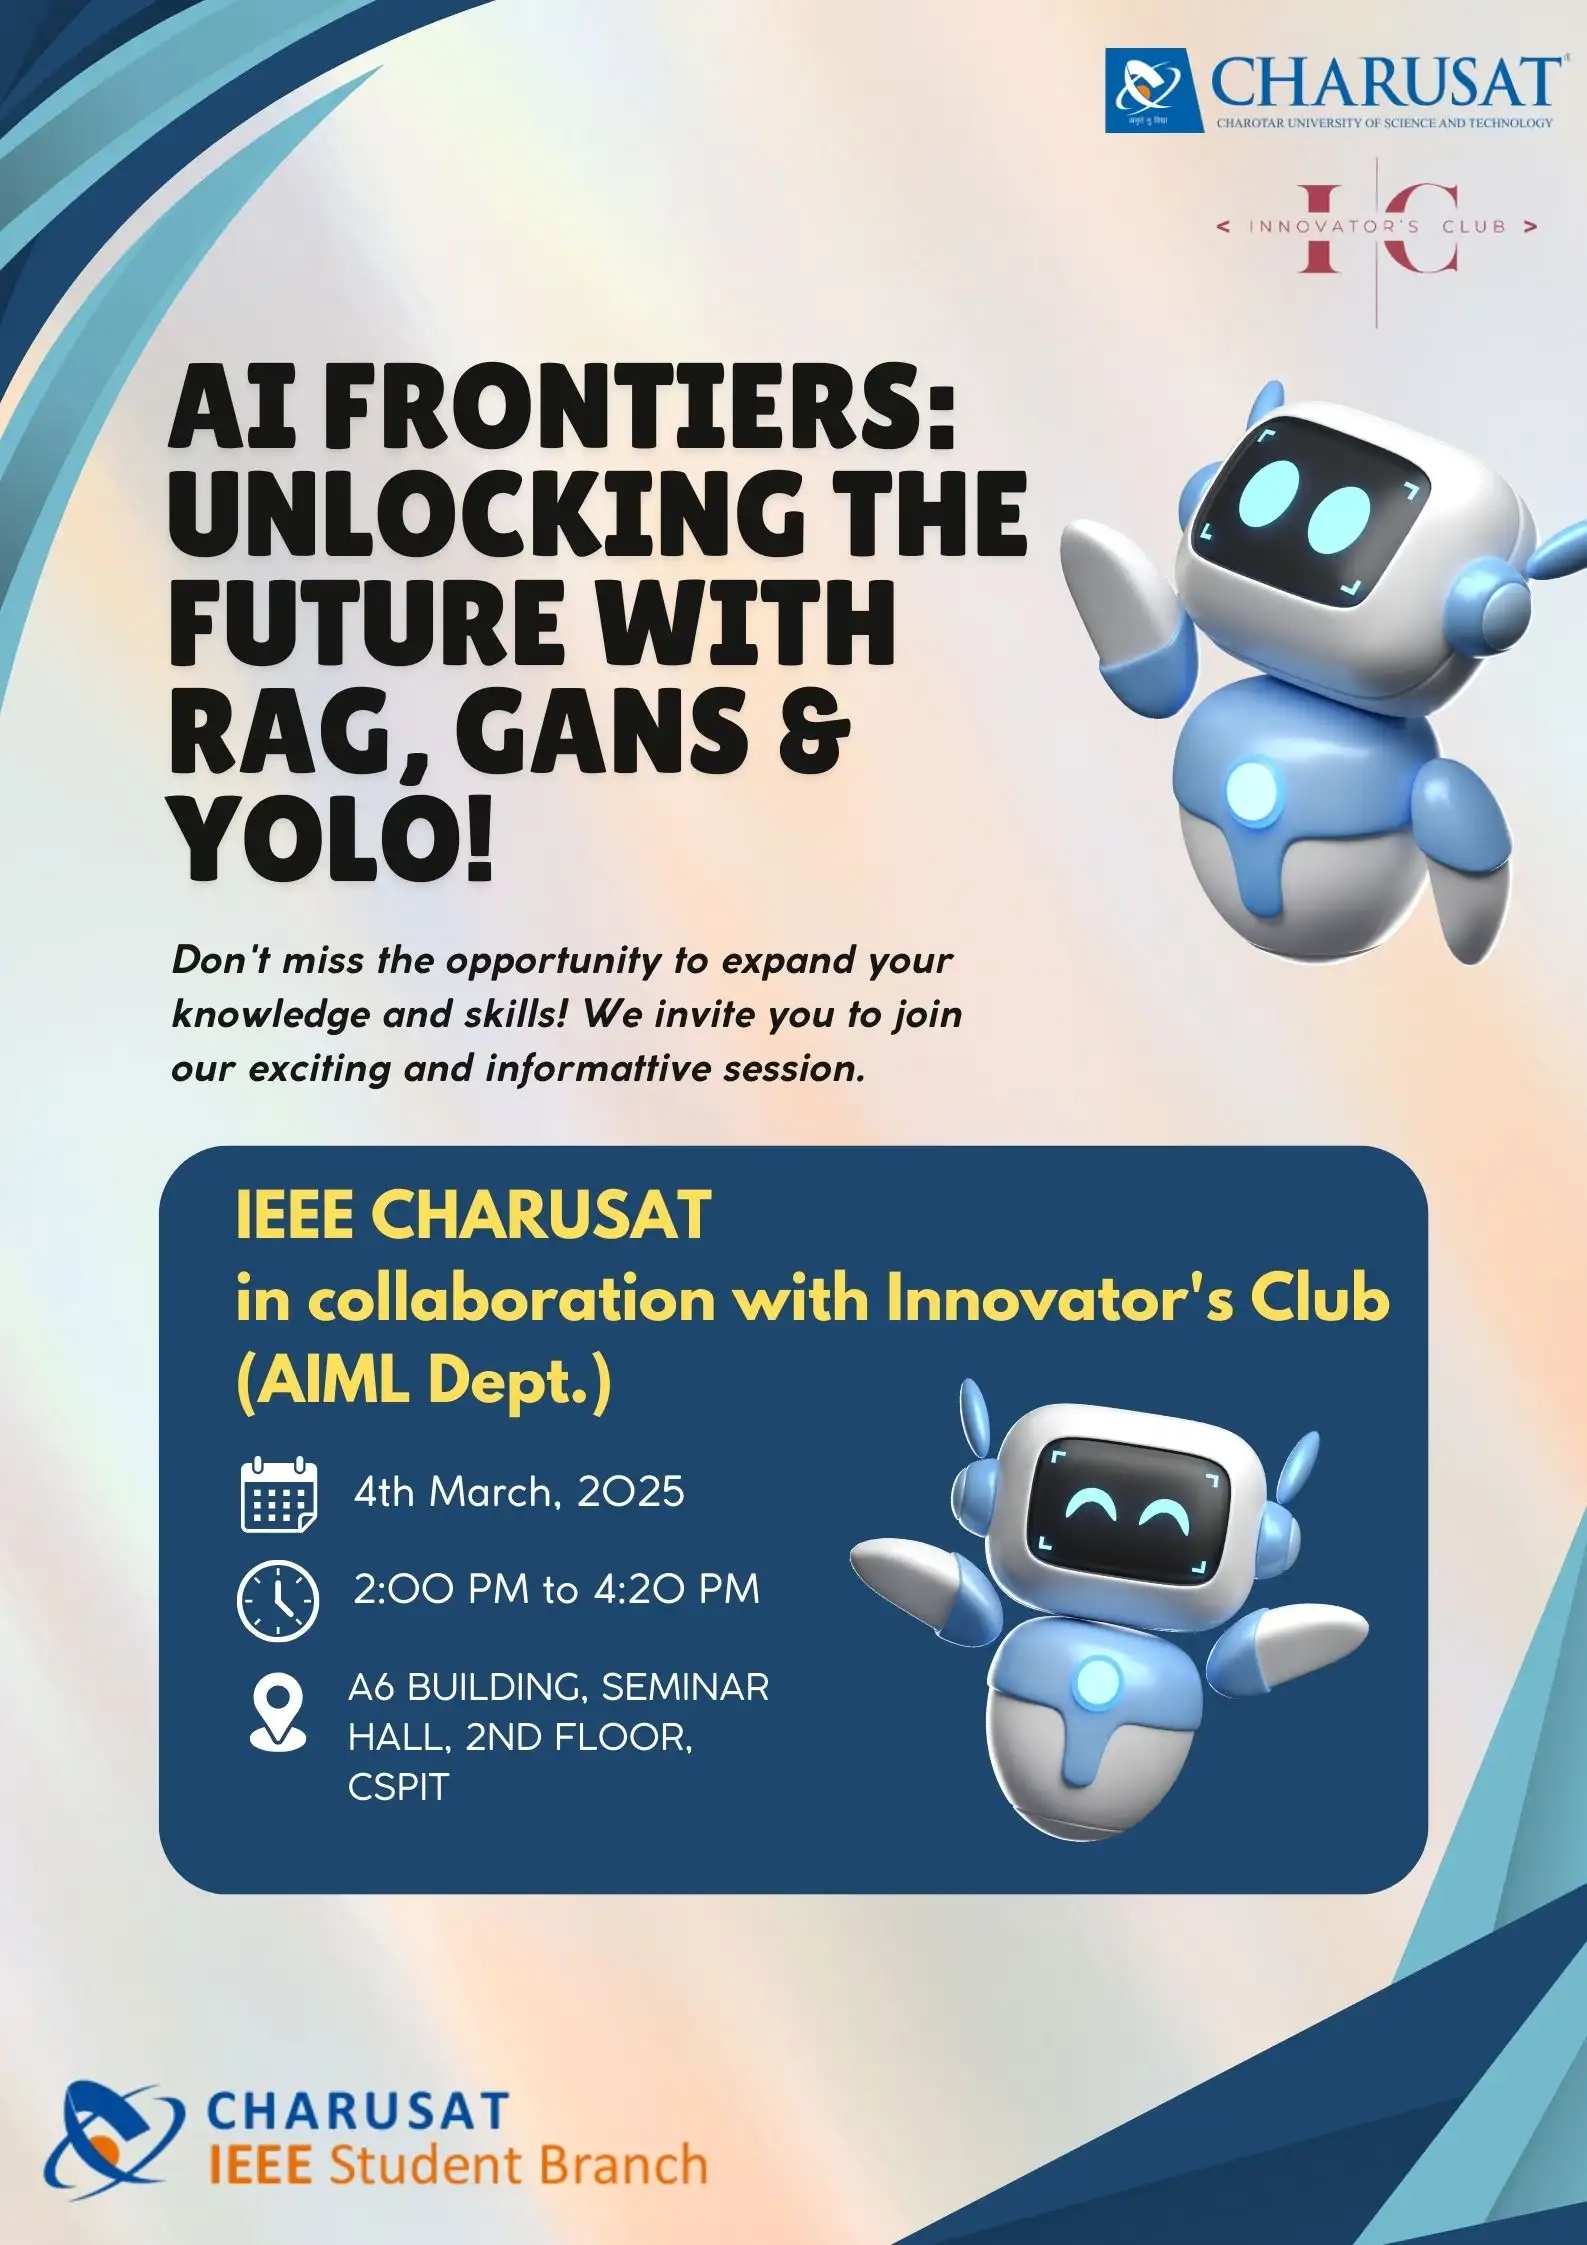 CHARUSAT
CHAROTAR UNIVERSITY OF SCIENCE AND TECHNOLOGY
IC
< INNOVATOR'S CLUB >
AI FRONTIERS:
UNLOCKING THE
FUTURE WITH
RAG, GANS &
YOLO!
Don't miss the opportunity to expand your
knowledge and skills! We invite you to join
our exciting and informattive session.
IEEE CHARUSAT
in collaboration with Innovator's Club
(AIML Dept.)
4th March, 2025
2:00 PM to 4:20 PM
A6 BUILDING, SEMINAR
HALL, 2ND FLOOR,
CSPIT
CHARUSAT
IEEE Student Branch